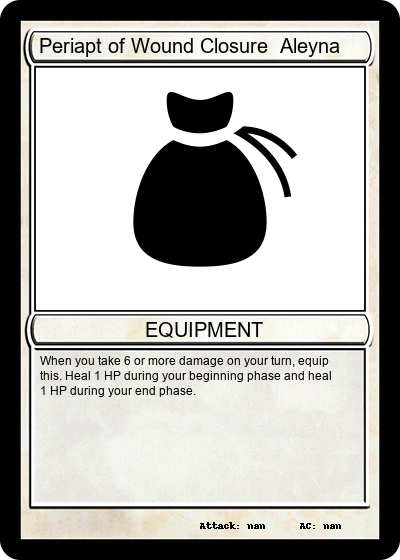 Periapt of Wound Closure  Aleyna
EQUIPMENT
When you take 6 or more damage on your turn, equip
this. Heal 1 HP during your beginning phase and heal
1 HP during your end phase.
Attack: nan AC: nan